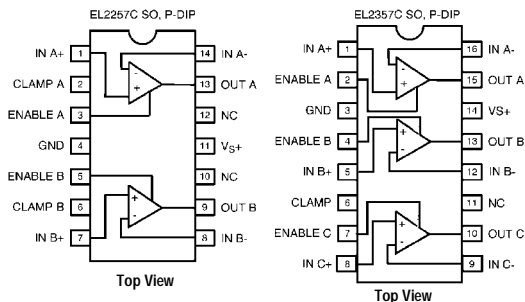 EL2257C SO, P-DIP
IN A+ 1 14 IN A-
CLAMP A 2 13 OUT A
ENABLE A 3 12 NC
GND 4 11 VS+
ENABLE B 5 10 NC
CLAMP B 6 9 OUT B
IN B+ 7 8 IN B-
- +
+ -
Top View
EL2357C SO, P-DIP
IN A+ 1 16 IN A-
ENABLE A 2 15 OUT A
GND 3 14 VS+
ENABLE B 4 13 OUT B
IN B+ 5 12 IN B-
CLAMP 6 11 NC
ENABLE C 7 10 OUT C
IN C+ 8 9 IN C-
- +
+ -
+ -
Top View